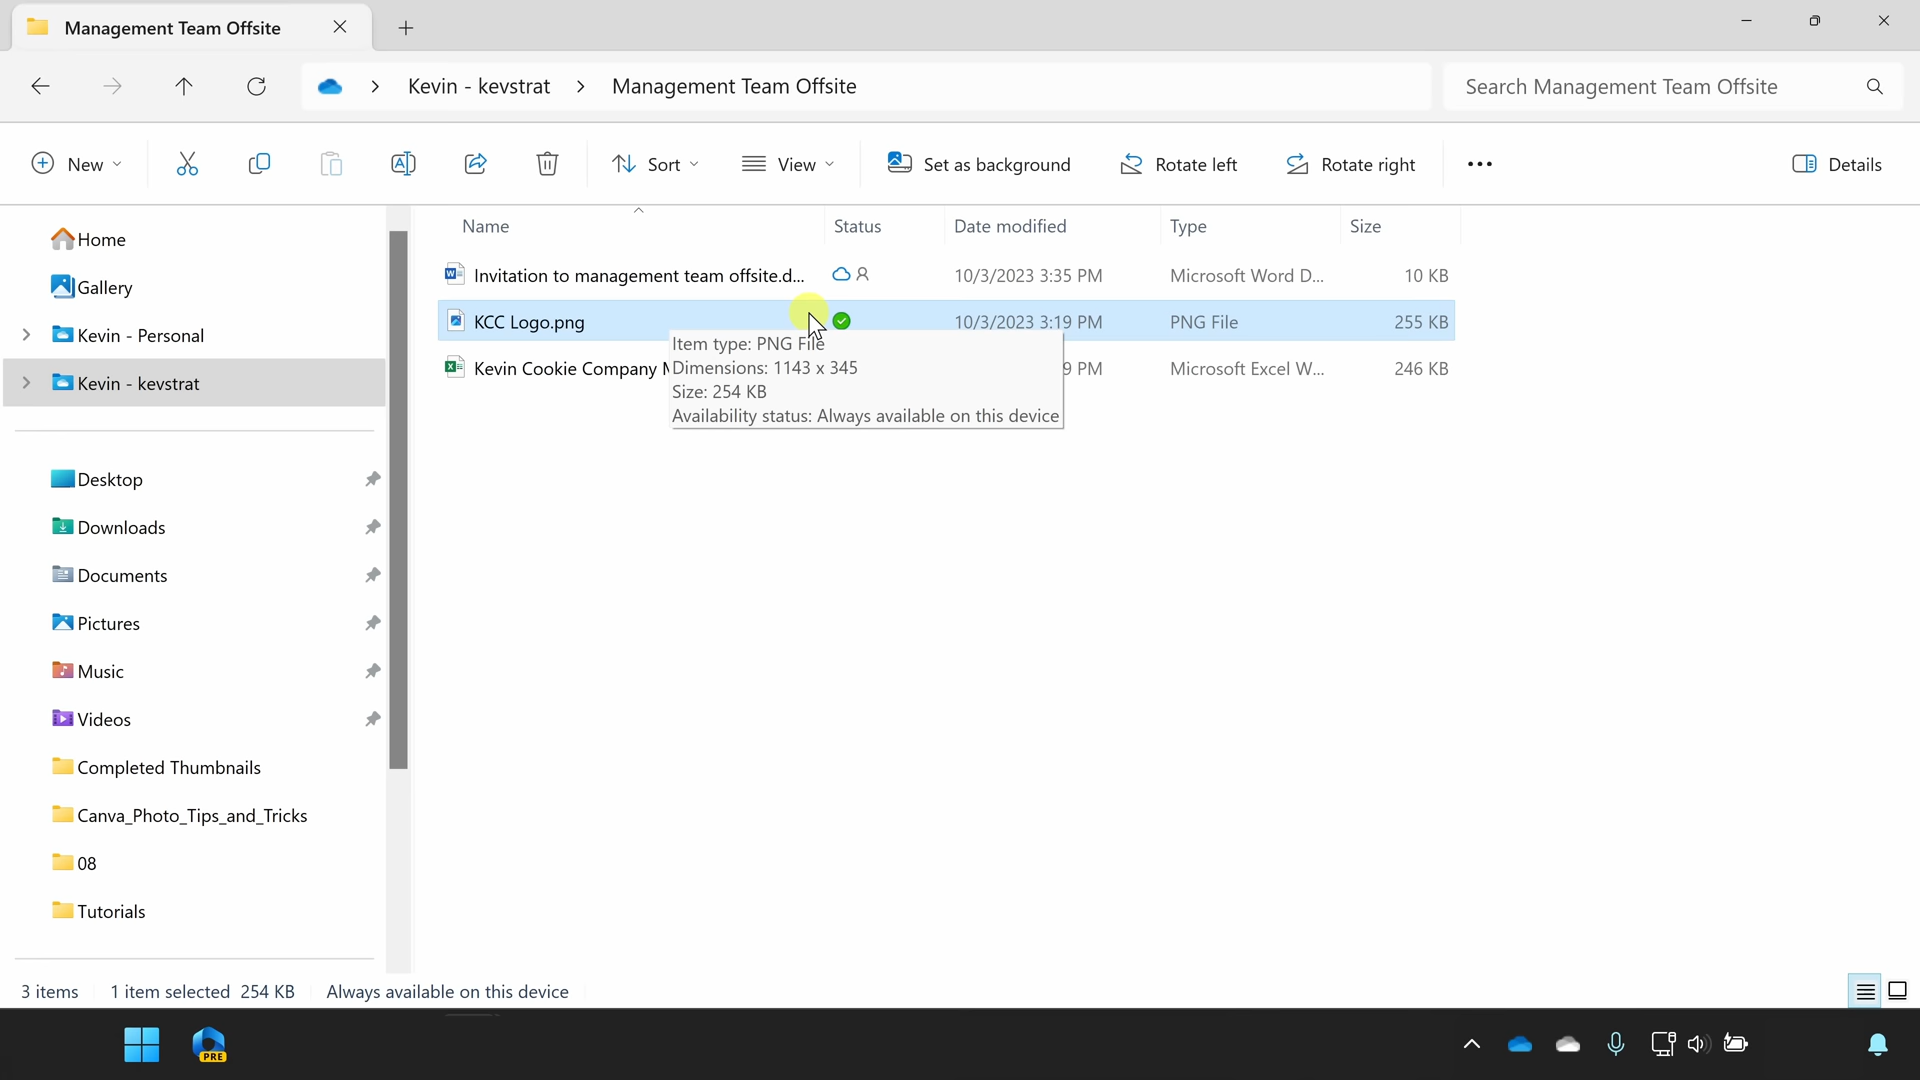 Management Team Offsite
Kevin - kevstrat
Management Team Offsite
Search Management Team Offsite
New
Sort
View
Set as background
Rotate left
Rotate right
Details
Name
Status
Date modified
Type
Size
Home
Gallery
Kevin - Personal
Kevin - kevstrat
Desktop
Downloads
Documents
Pictures
Music
Videos
Completed Thumbnails
Canva_Photo_Tips_and_Tricks
08
Tutorials
Invitation to management team offsite.d... 10/3/2023 3:35 PM Microsoft Word D... 10 KB
KCC Logo.png 10/3/2023 3:19 PM PNG File 255 KB
Kevin Cookie Company PM Microsoft Excel W... 246 KB
Item type: PNG File
Dimensions: 1143 x 345
Size: 254 KB
Availability status: Always available on this device
3 items 1 item selected 254 KB Always available on this device
PRE